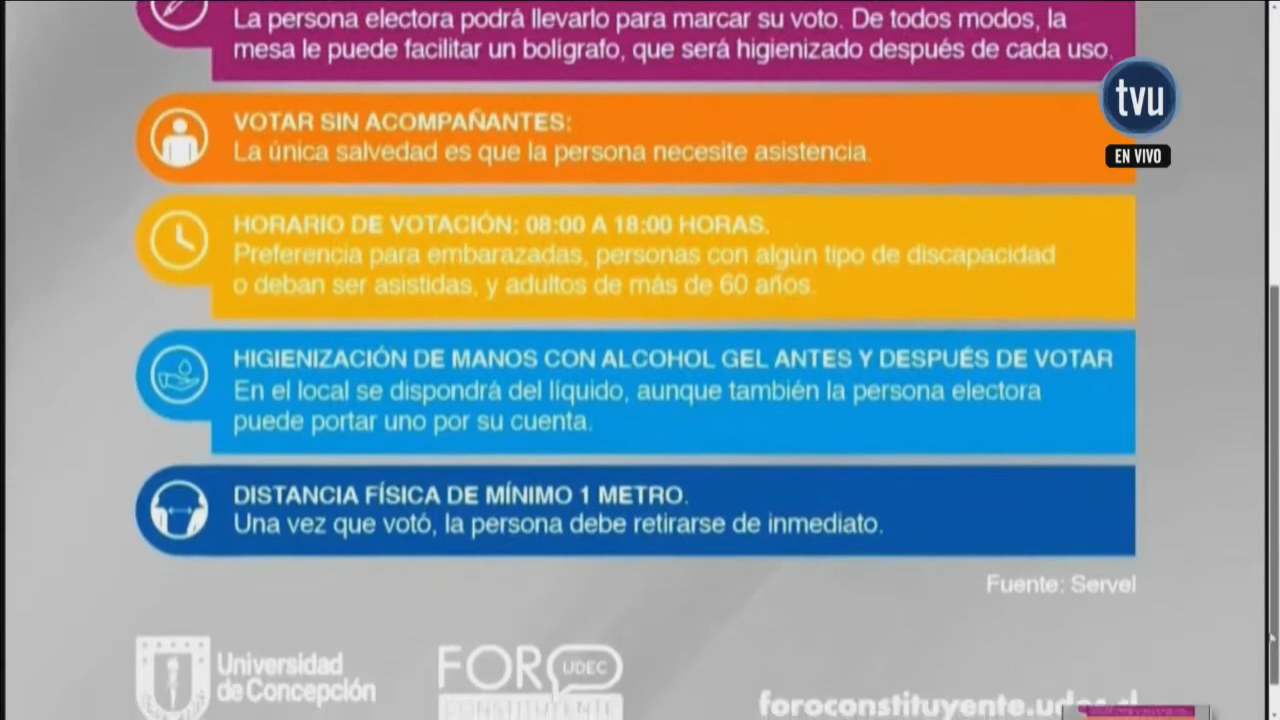 La persona electora podrá llevarlo para marcar su voto. De todos modos, la
mesa le puede facilitar un bolígrafo, que será higienizado después de cada uso.
tvu
EN VIVO
VOTAR SIN ACOMPAÑANTES:
La única salvedad es que la persona necesite asistencia.
HORARIO DE VOTACIÓN: 08:00 A 18:00 HORAS.
Preferencia para embarazadas, personas con algún tipo de discapacidad
o deban ser asistidas, y adultos de más de 60 años.
HIGIENIZACIÓN DE MANOS CON ALCOHOL GEL ANTES Y DESPUÉS DE VOTAR
En el local se dispondrá del líquido, aunque también la persona electora
puede portar uno por su cuenta.
DISTANCIA FÍSICA DE MÍNIMO 1 METRO.
Una vez que votó, la persona debe retirarse de inmediato.
Fuente: Servel
Universidad
de Concepción
FORO UDEC
CONSTITUYENTE
foroconstituyente.udec.cl